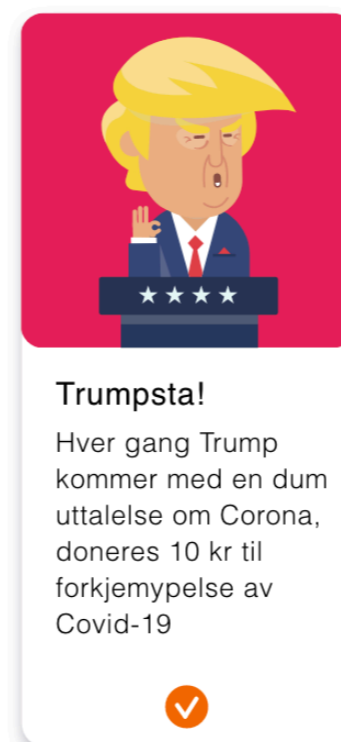 Trumpsta!
Hver gang Trump
kommer med en dum
uttalelse om Corona,
doneres 10 kr til
forkjemypelse av
Covid-19